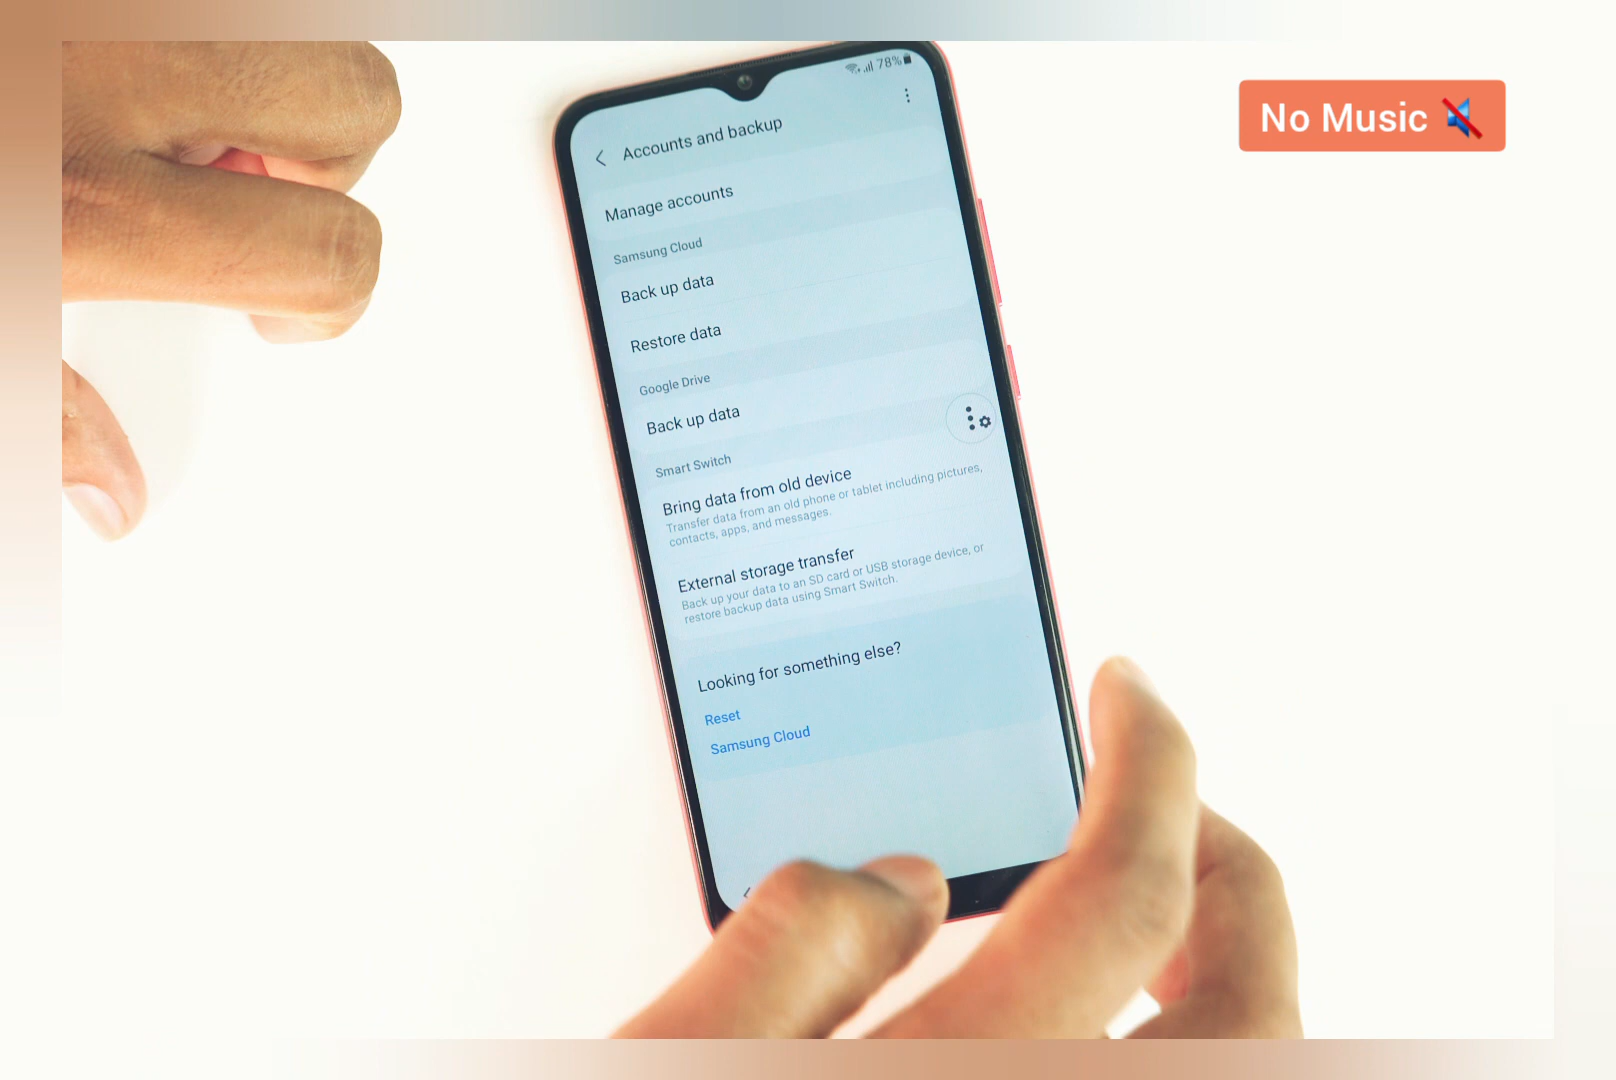 No Music
78%
Accounts and backup
Manage accounts
Samsung Cloud
Back up data
Restore data
Google Drive
Back up data
Smart Switch
Bring data from old device
Transfer data from an old phone or tablet including pictures,
contacts, apps, and messages.
External storage transfer
Back up your data to an SD card or USB storage device, or
restore backup data using Smart Switch.
Looking for something else?
Reset
Samsung Cloud